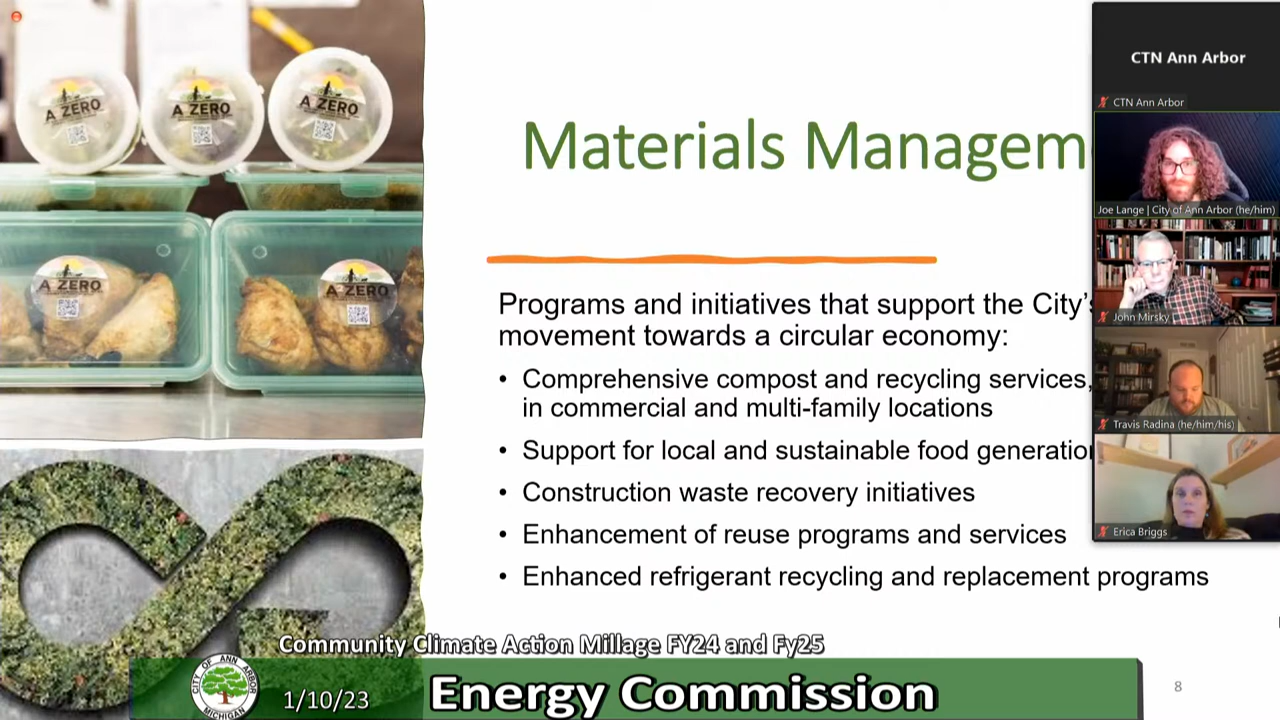 A ZERO
A ZERO
A ZERO
A ZERO
A ZERO
Materials Managem
Programs and initiatives that support the City's
movement towards a circular economy:
• Comprehensive compost and recycling services,
in commercial and multi-family locations
• Support for local and sustainable food generation
• Construction waste recovery initiatives
• Enhancement of reuse programs and services
• Enhanced refrigerant recycling and replacement programs
CTN Ann Arbor
CTN Ann Arbor
Joe Lange | City of Ann Arbor (he/him)
John Mirsky
Travis Radina (he/him/his)
Erica Briggs
Community Climate Action Millage FY24 and Fy25
CITY OF ANN ARBOR
MICHIGAN
1/10/23
Energy Commission
8